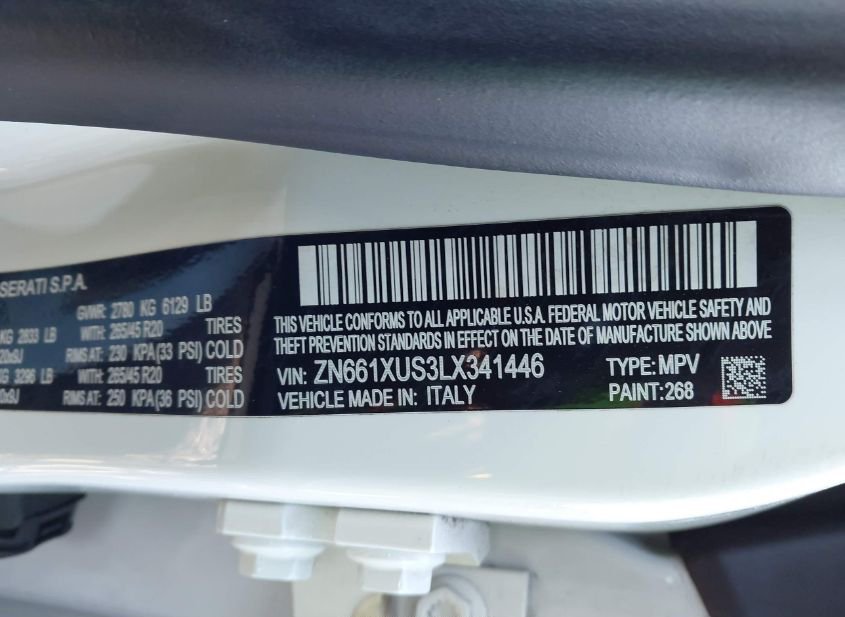 SERATI S.P.A.
GVWR: 2780 KG 6129 LB
KG 2833 LB WITH: 265/45 R20 TIRES
20x9J RIMS AT: 230 KPA(33 PSI) COLD
G 3296 LB WITH: 265/45 R20 TIRES
0x9J RIMS AT: 250 KPA(36 PSI) COLD
THIS VEHICLE CONFORMS TO ALL APPLICABLE U.S.A. FEDERAL MOTOR VEHICLE SAFETY AND
THEFT PREVENTION STANDARDS IN EFFECT ON THE DATE OF MANUFACTURE SHOWN ABOVE
VIN: ZN661XUS3LX341446 TYPE: MPV
VEHICLE MADE IN: ITALY PAINT: 268